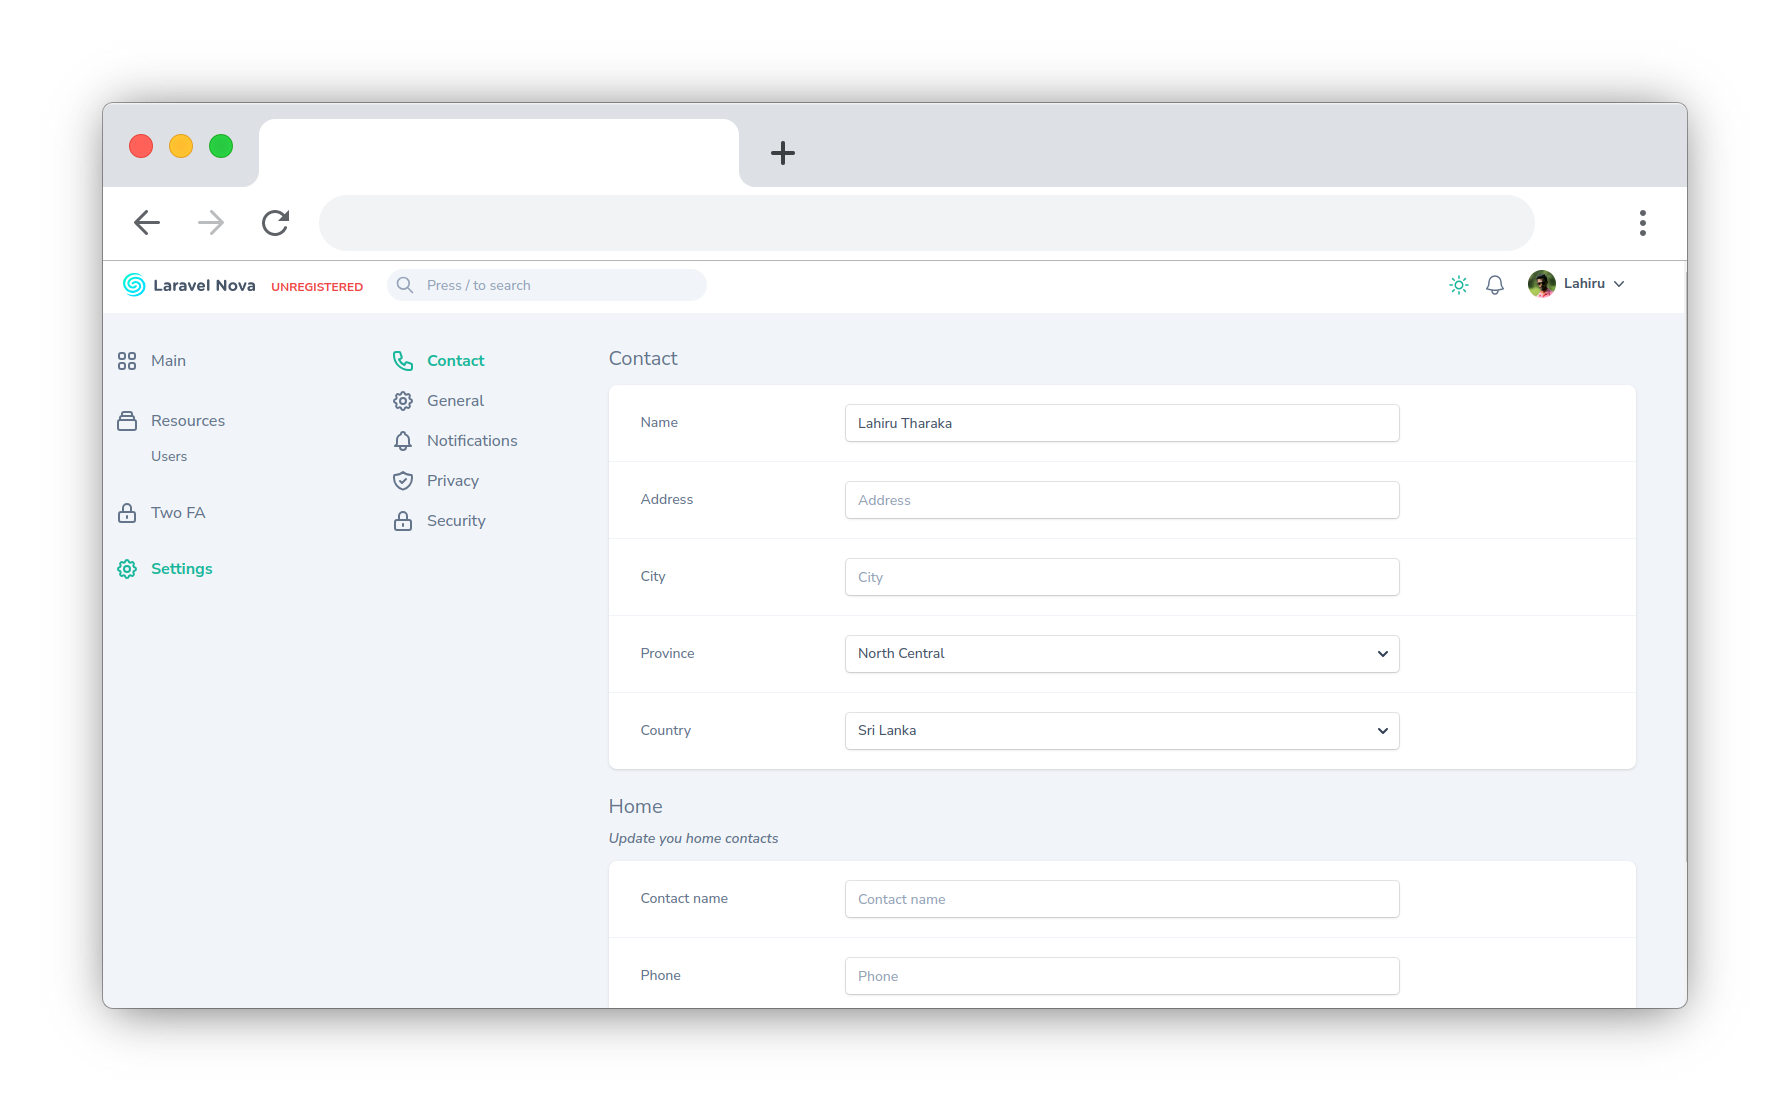 Laravel Nova UNREGISTERED Press / to search Lahiru
Main
Resources
Users
Two FA
Settings
Contact
General
Notifications
Privacy
Security
Contact
Name Lahiru Tharaka
Address Address
City City
Province North Central
Country Sri Lanka
Home
Update you home contacts
Contact name Contact name
Phone Phone